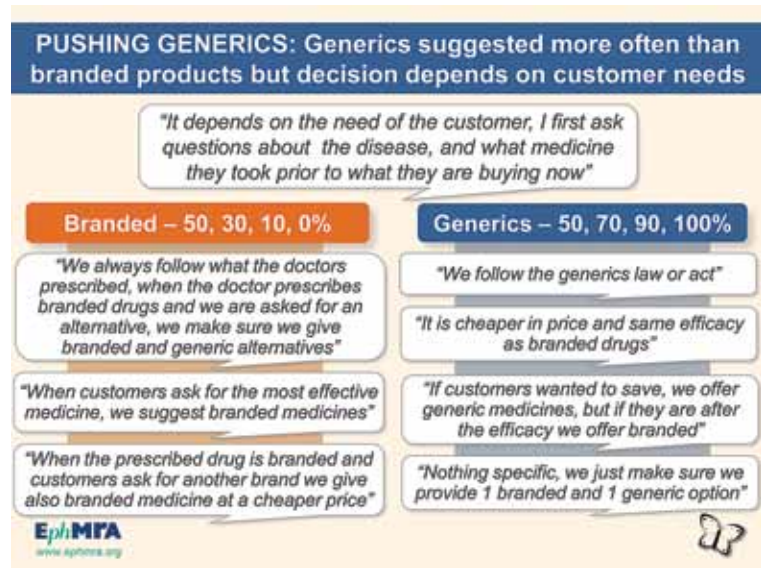 PUSHING GENERICS: Generics suggested more often than
branded products but decision depends on customer needs
"It depends on the need of the customer, I first ask
questions about the disease, and what medicine
they took prior to what they are buying now"
Branded – 50, 30, 10, 0%
"We always follow what the doctors
prescribed, when the doctor prescribes
branded drugs and we are asked for an
alternative, we make sure we give
branded and generic alternatives"
"When customers ask for the most effective
medicine, we suggest branded medicines"
"When the prescribed drug is branded and
customers ask for another brand we give
also branded medicine at a cheaper price"
Generics – 50, 70, 90, 100%
"We follow the generics law or act"
"It is cheaper in price and same efficacy
as branded drugs"
"If customers wanted to save, we offer
generic medicines, but if they are after
the efficacy we offer branded"
"Nothing specific, we just make sure we
provide 1 branded and 1 generic option"
EphMRA
www.ephmra.org